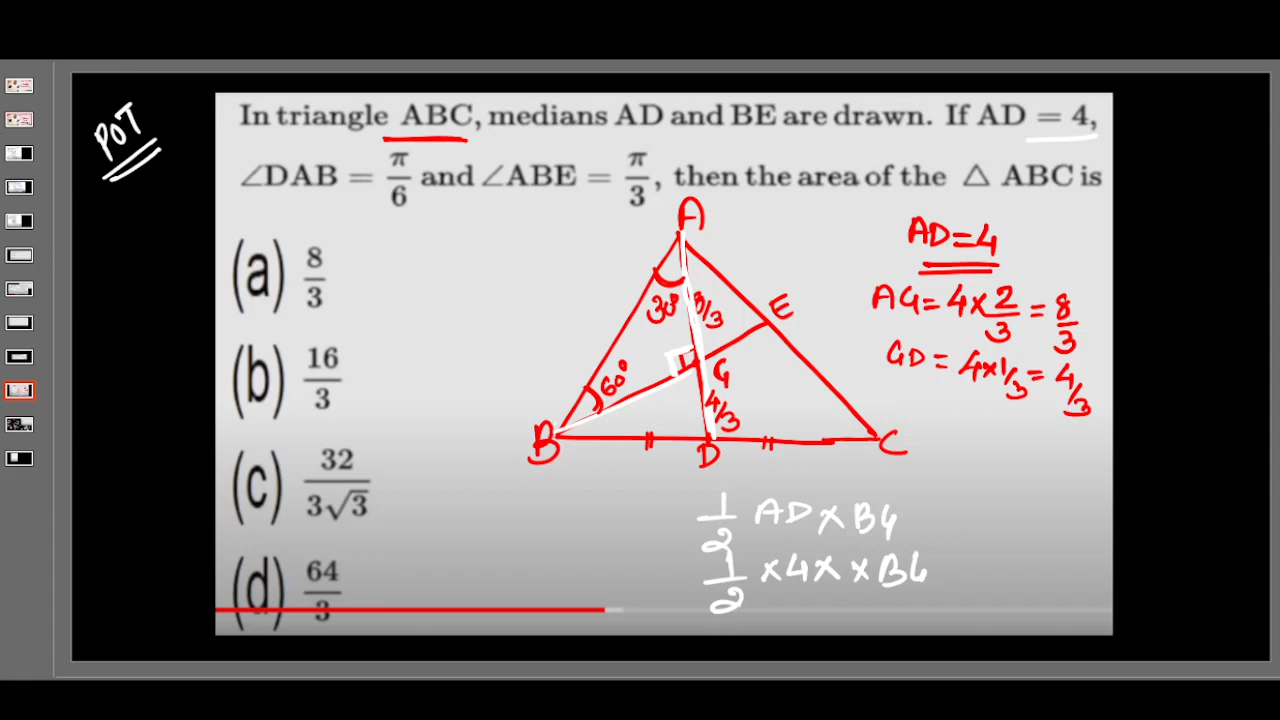 POT
In triangle ABC, medians AD and BE are drawn. If AD = 4,
∠DAB = π/6 and ∠ABE = π/3, then the area of the △ ABC is
(a) 8/3
(b) 16/3
(c) 32/3√3
(d) 64/3
A
30°
8/3
E
60°
G
4/3
B
D
C
AD=4
AG = 4 × 2/3 = 8/3
GD = 4×1/3 = 4/3
1/2 AD × BG
1/2 × 4 × × BG